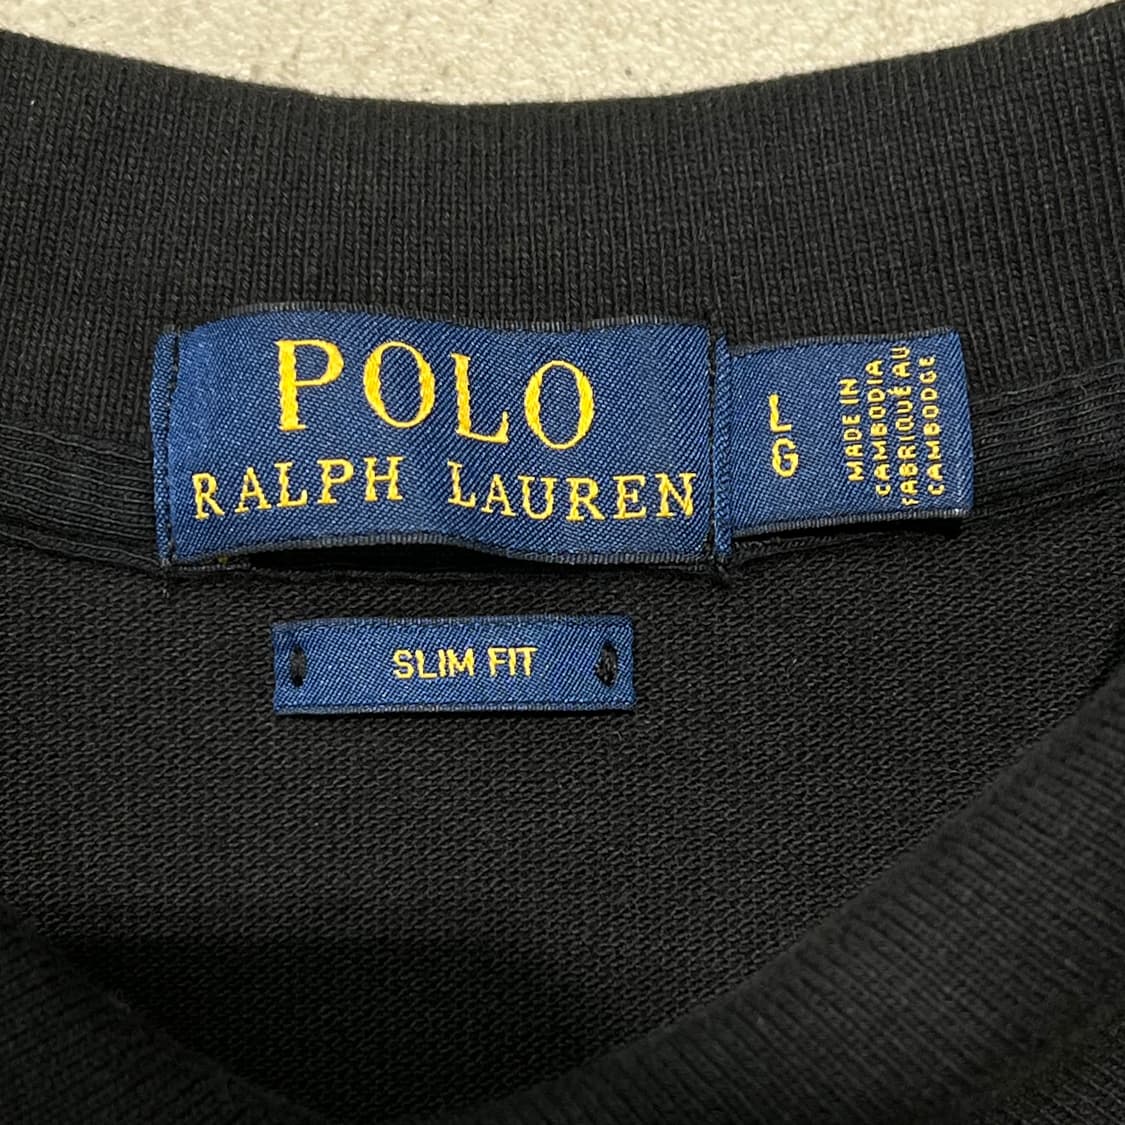 POLO
RALPH LAUREN
L
G
MADE IN
CAMBODIA
FABRIQUÉ AU
CAMBODGE
SLIM FIT